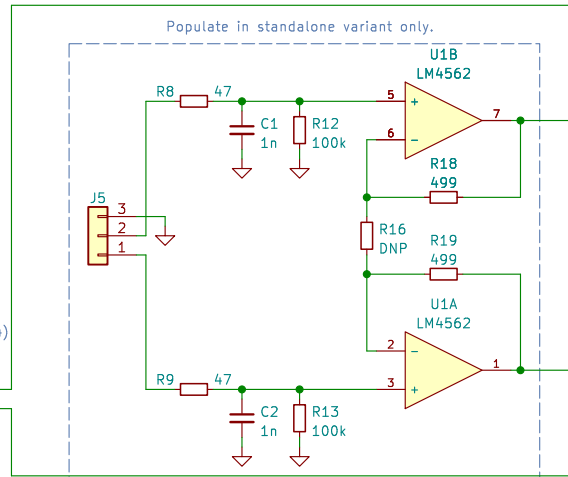 Populate in standalone variant only.
U1B
LM4562
R8 47
5
+
7
6
−
C1
1n
R12
100k
R18
499
J5
3
2
1
R16
DNP
R19
499
U1A
LM4562
2
−
1
3
+
R9 47
C2
1n
R13
100k
)